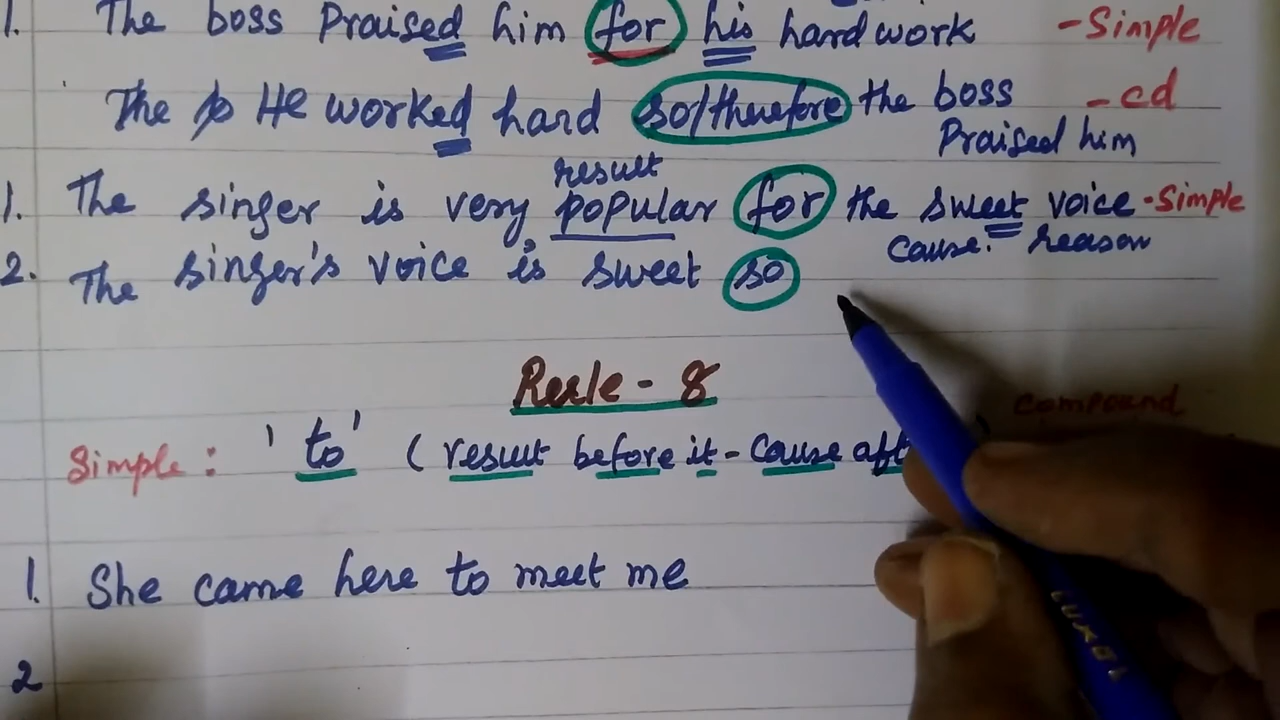 1. The boss Praised him for his hardwork - Simple
The p He worked hard so/therefore the boss - cd
Praised him
result
1. The singer is very popular for the sweet voice - Simple
cause. reason
2. The singer's voice is sweet so
Rule - 8
compound
Simple : 'to' (result before it - cause aft
1. She came here to meet me
2
LUXOR